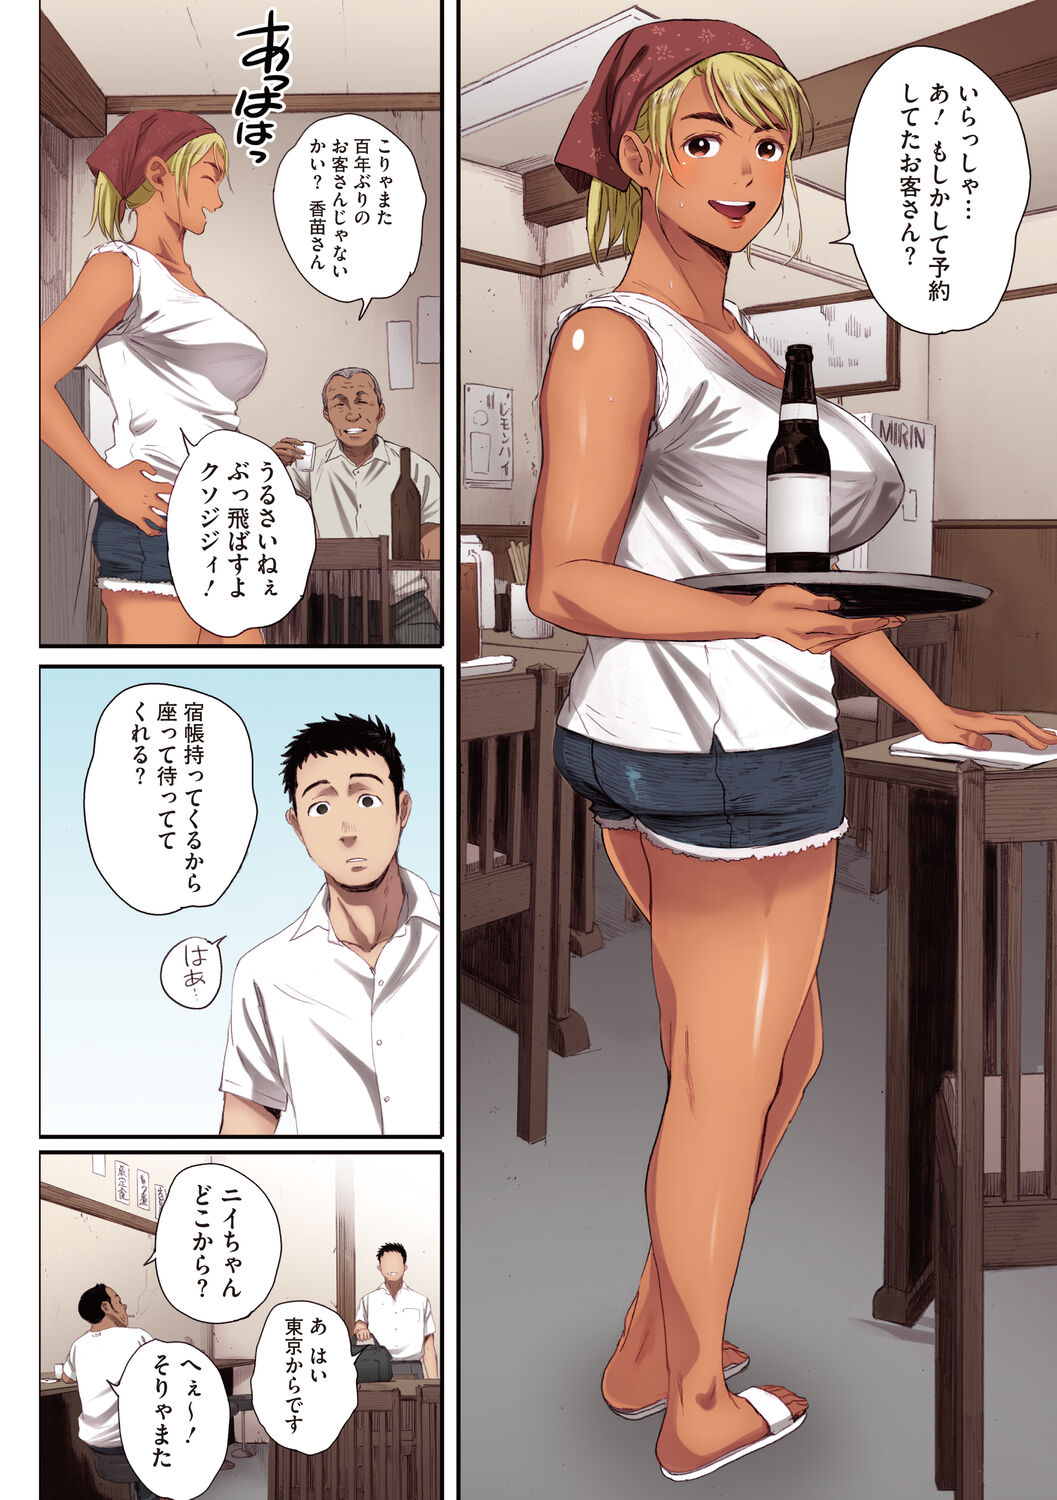 いらっしゃ…
あ！もしかして予約
してたお客さん？
レモンハイ
MIRIN
あっははっ
こりゃまた
百年ぶりの
お客さんじゃない
かい？香苗さん
うるさいねぇ
ぶっ飛ばすよ
クソジジィ！
宿帳持ってくるから
座って待ってて
くれる？
はあ…
ニイちゃん
どこから？
あ はい
東京からです
へぇ～！
そりゃまた